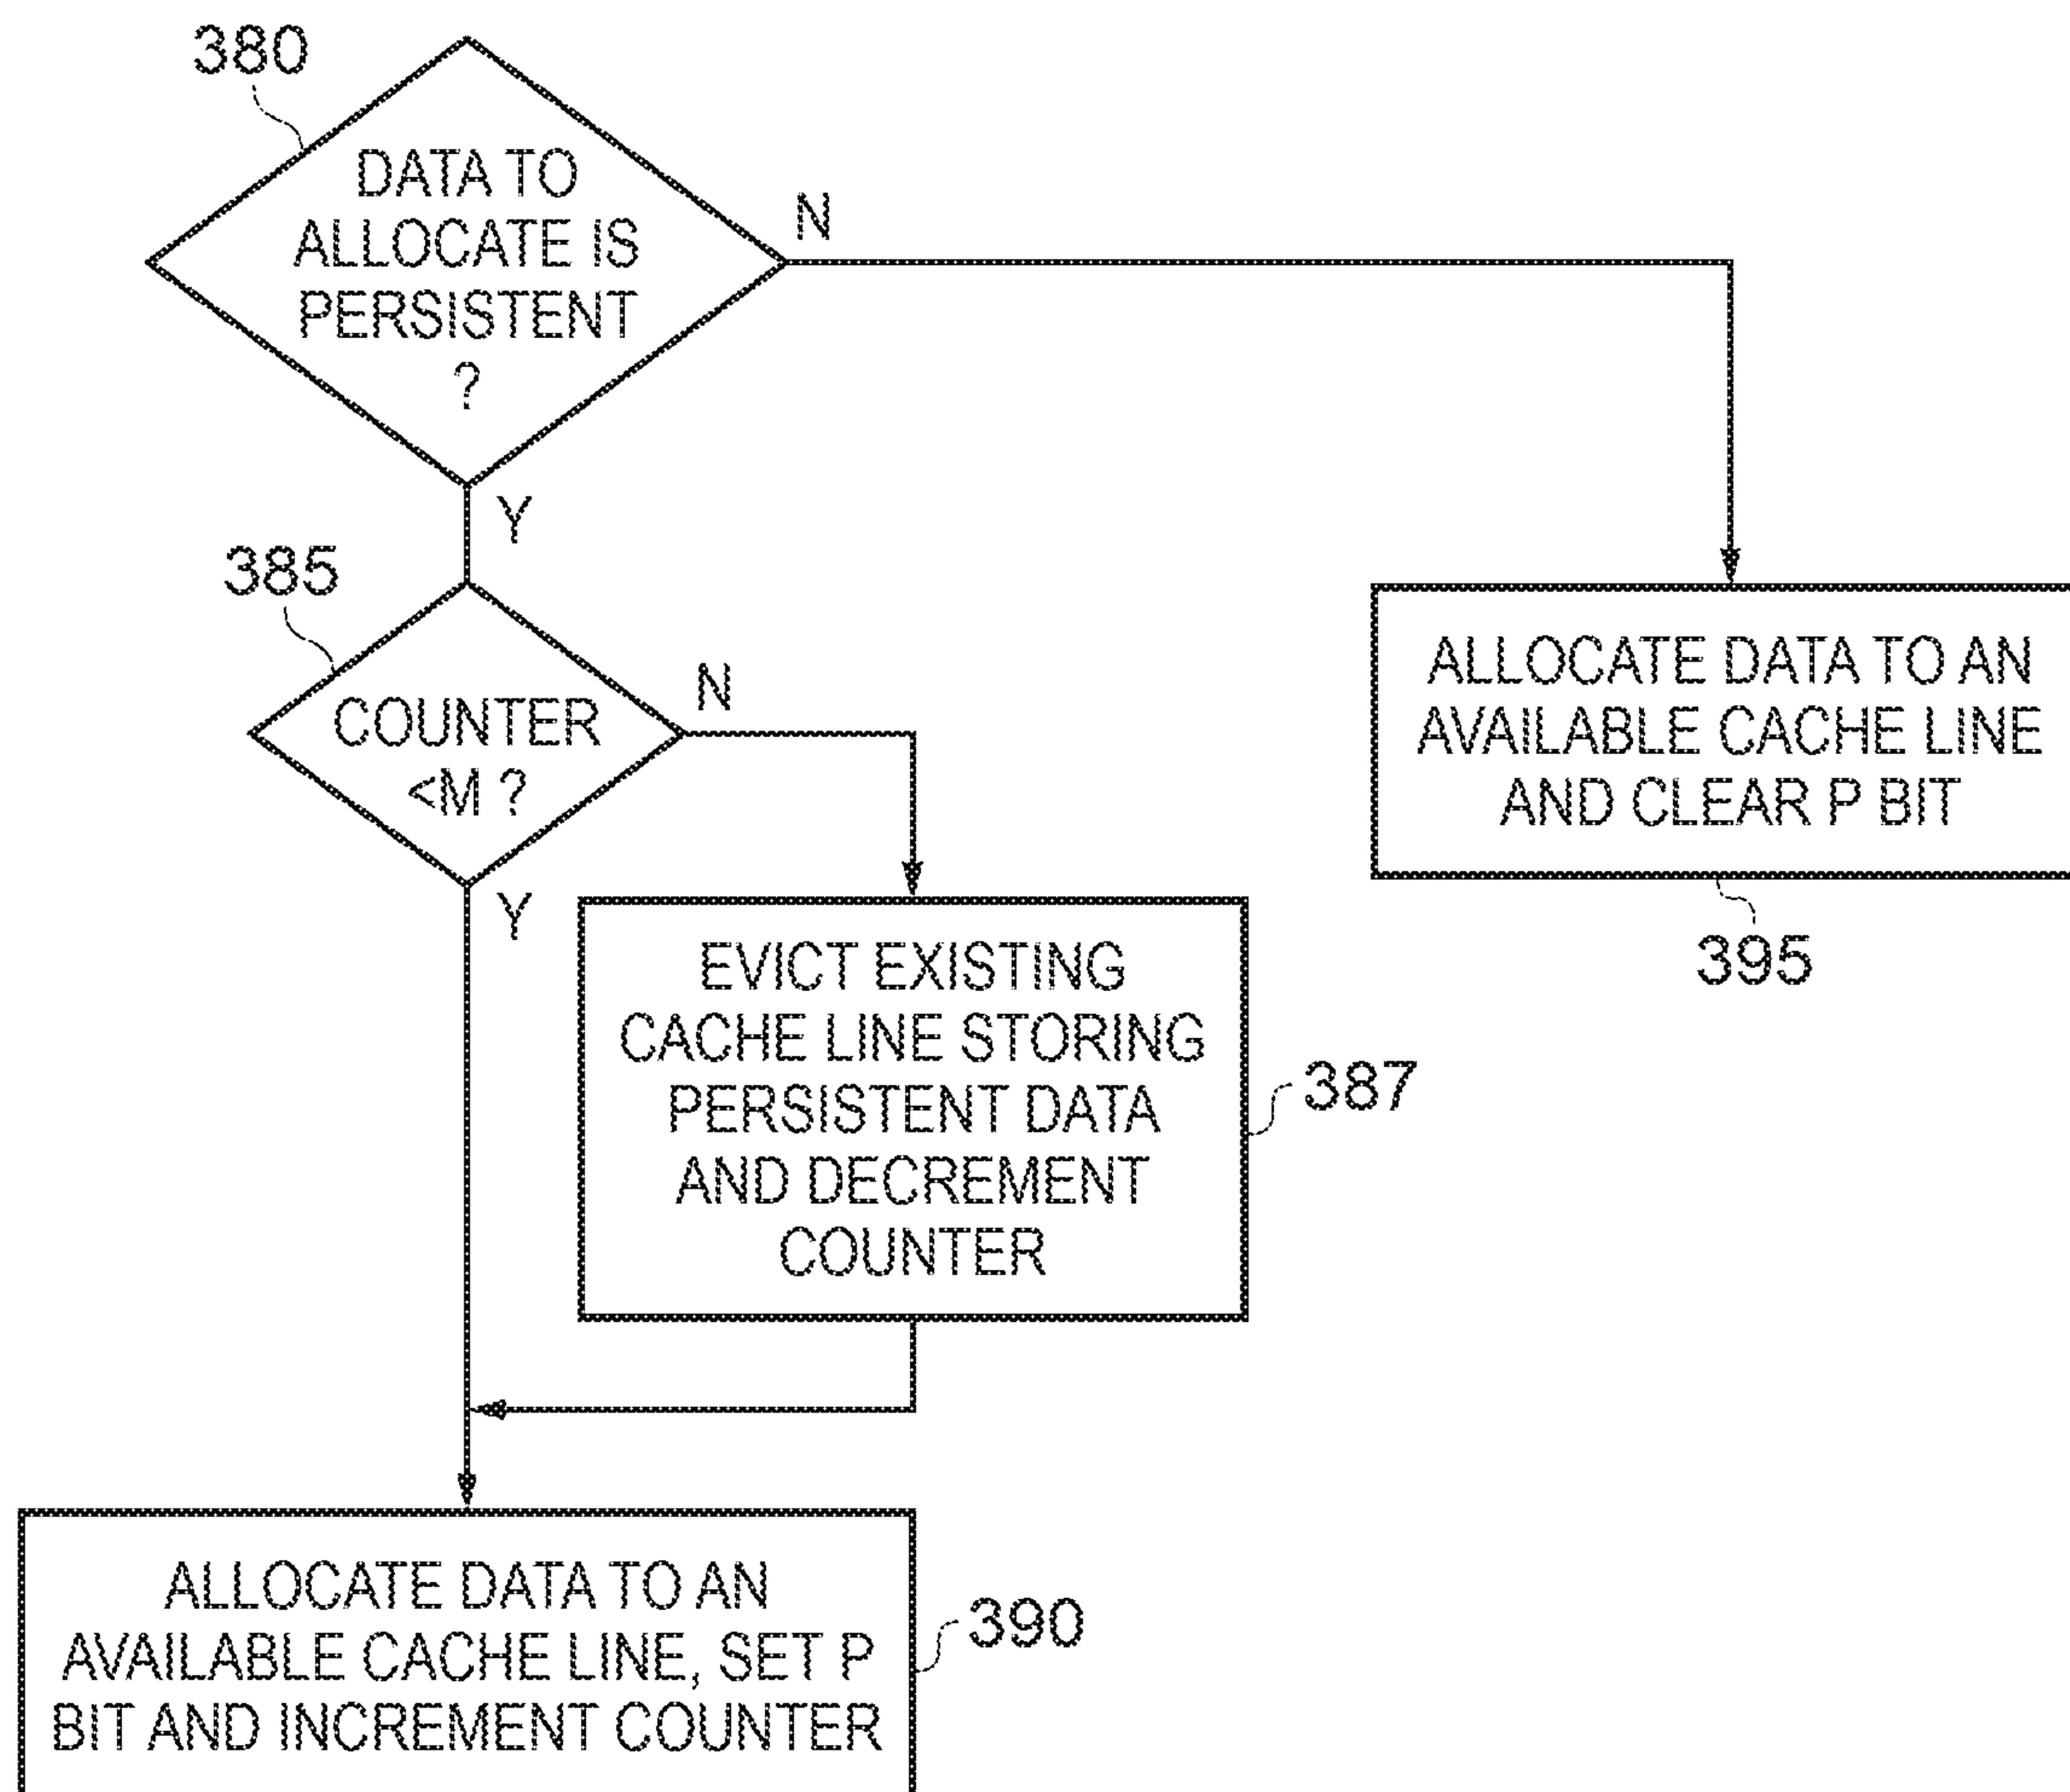 380
DATA TO
ALLOCATE IS
PERSISTENT
?
N
Y
385
COUNTER
<M ?
N
Y
ALLOCATE DATA TO AN
AVAILABLE CACHE LINE
AND CLEAR P BIT
395
EVICT EXISTING
CACHE LINE STORING
PERSISTENT DATA
AND DECREMENT
COUNTER
387
ALLOCATE DATA TO AN
AVAILABLE CACHE LINE, SET P
BIT AND INCREMENT COUNTER
390